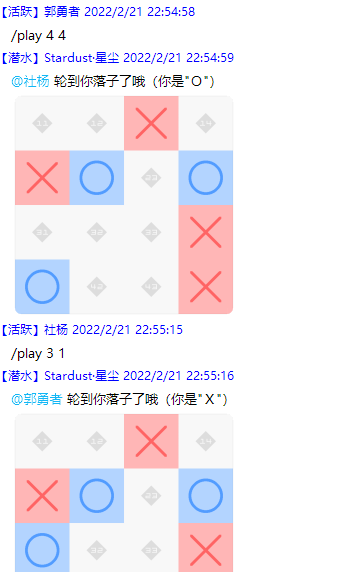 【活跃】郭勇者 2022/2/21 22:54:58
/play 4 4
【潜水】Stardust·星尘 2022/2/21 22:54:59
@社杨 轮到你落子了哦（你是"O"）
【活跃】社杨 2022/2/21 22:55:15
/play 3 1
【潜水】Stardust·星尘 2022/2/21 22:55:16
@郭勇者 轮到你落子了哦（你是"X"）